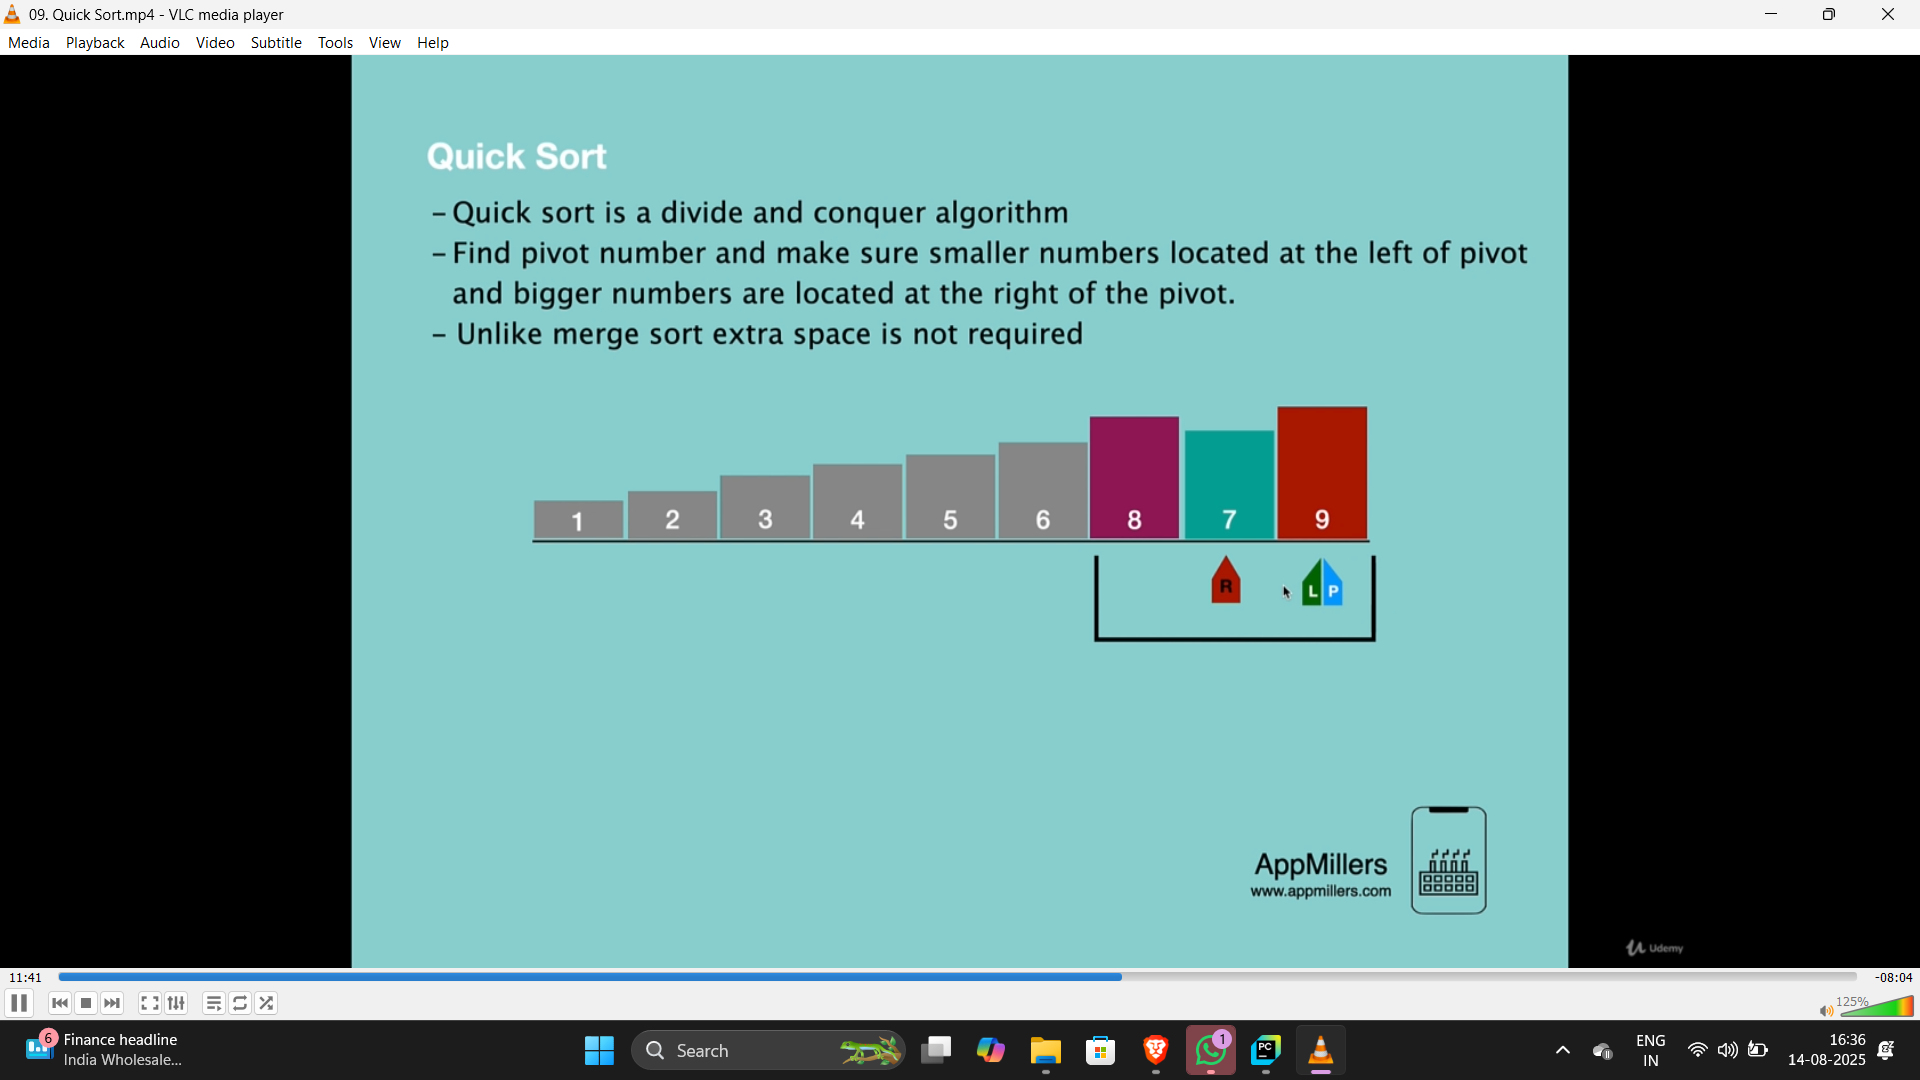 09. Quick Sort.mp4 - VLC media player
Media Playback Audio Video Subtitle Tools View Help
Quick Sort
– Quick sort is a divide and conquer algorithm
– Find pivot number and make sure smaller numbers located at the left of pivot
and bigger numbers are located at the right of the pivot.
– Unlike merge sort extra space is not required
1 2 3 4 5 6 8 7 9
R L P
AppMillers
www.appmillers.com
Udemy
11:41 -08:04
125%
6 Finance headline
India Wholesale...
Search
1
PC
ENG
IN
16:36
14-08-2025